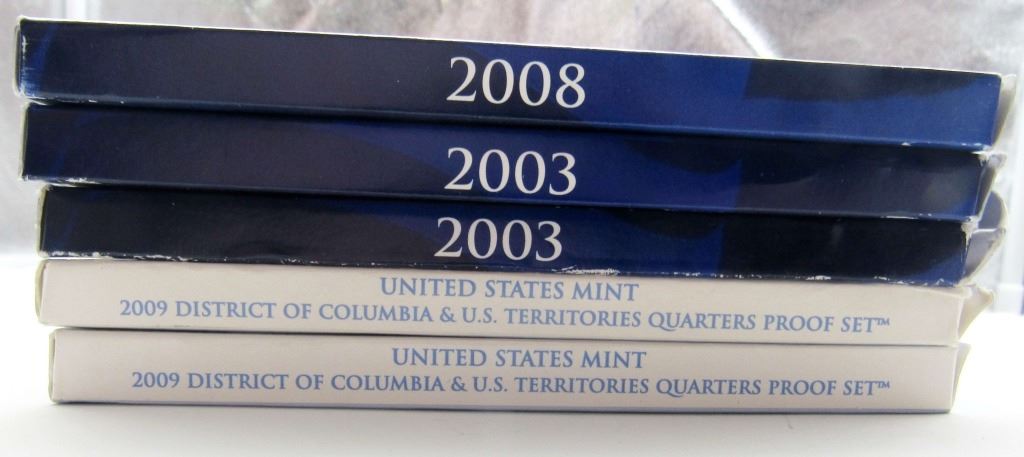 2008
2003
2003
UNITED STATES MINT
2009 DISTRICT OF COLUMBIA & U.S. TERRITORIES QUARTERS PROOF SET™
UNITED STATES MINT
2009 DISTRICT OF COLUMBIA & U.S. TERRITORIES QUARTERS PROOF SET™